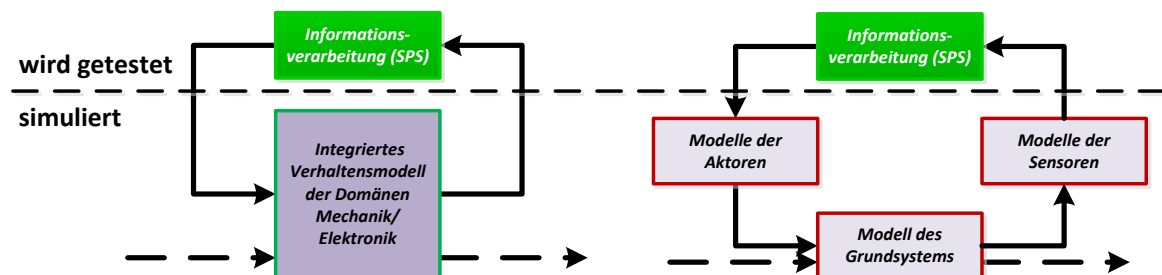 wird getestet
simuliert
Informations-
verarbeitung (SPS)
Integriertes
Verhaltensmodell
der Domänen
Mechanik/
Elektronik
Informations-
verarbeitung (SPS)
Modelle der
Aktoren
Modelle der
Sensoren
Modell des
Grundsystems